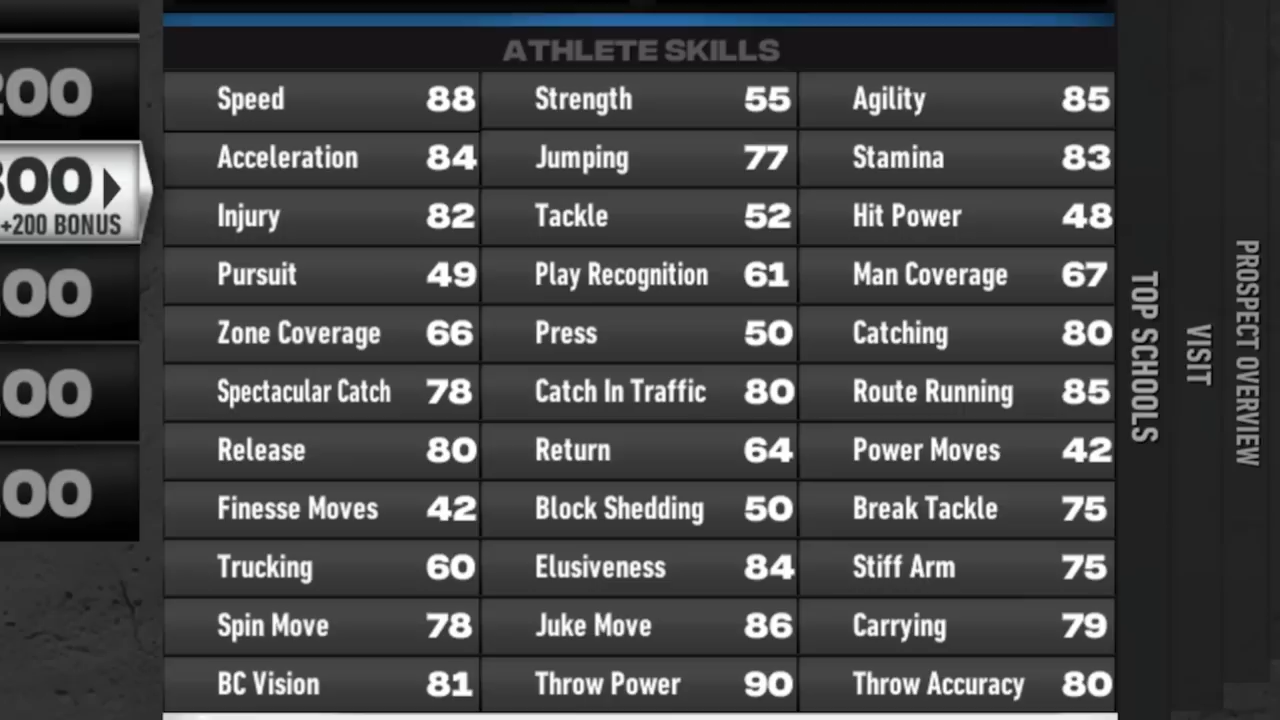 ATHLETE SKILLS
Speed 88 Strength 55 Agility 85
Acceleration 84 Jumping 77 Stamina 83
Injury 82 Tackle 52 Hit Power 48
Pursuit 49 Play Recognition 61 Man Coverage 67
Zone Coverage 66 Press 50 Catching 80
Spectacular Catch 78 Catch In Traffic 80 Route Running 85
Release 80 Return 64 Power Moves 42
Finesse Moves 42 Block Shedding 50 Break Tackle 75
Trucking 60 Elusiveness 84 Stiff Arm 75
Spin Move 78 Juke Move 86 Carrying 79
BC Vision 81 Throw Power 90 Throw Accuracy 80
+200 BONUS
TOP SCHOOLS
VISIT
PROSPECT OVERVIEW